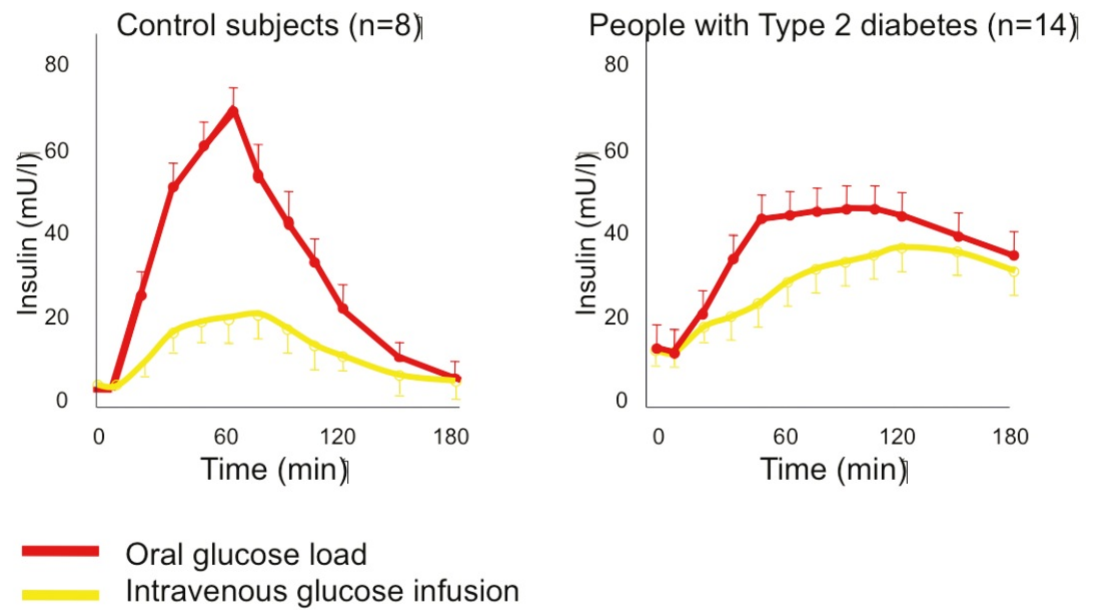 Control subjects (n=8)
80
60
40
20
0
Insulin (mU/l)
0 60 120 180
Time (min)
People with Type 2 diabetes (n=14)
80
60
40
20
0
Insulin (mU/l)
0 60 120 180
Time (min)
Oral glucose load
Intravenous glucose infusion